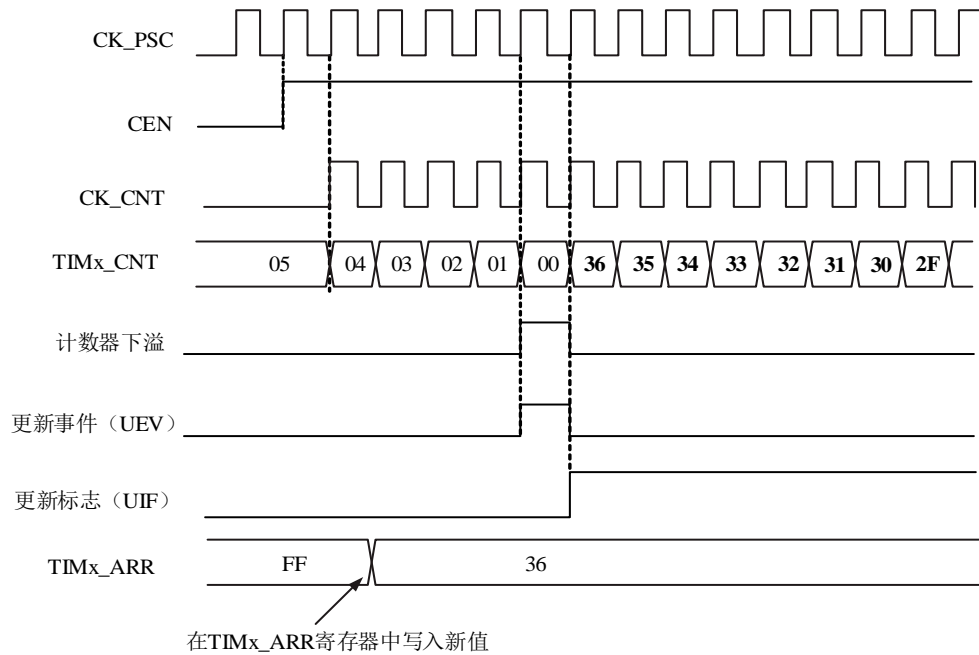 CK_PSC
CEN
CK_CNT
TIMx_CNT 05 04 03 02 01 00 36 35 34 33 32 31 30 2F
计数器下溢
更新事件（UEV）
更新标志（UIF）
TIMx_ARR FF 36
在TIMx_ARR寄存器中写入新值